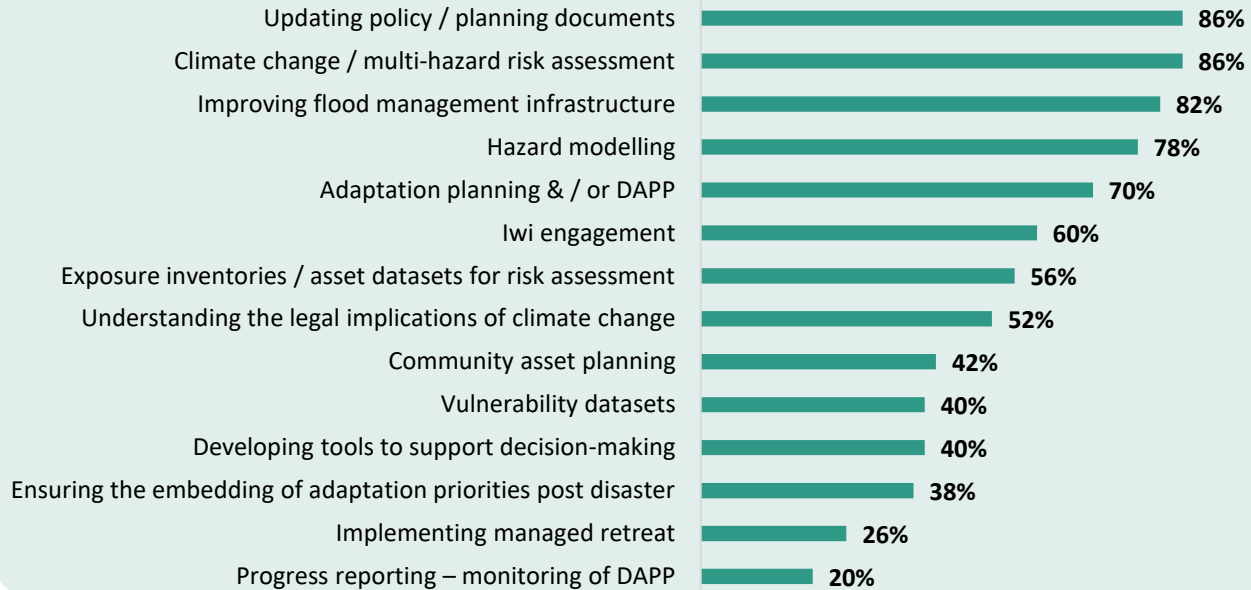 Updating policy / planning documents 86%
Climate change / multi-hazard risk assessment 86%
Improving flood management infrastructure 82%
Hazard modelling 78%
Adaptation planning & / or DAPP 70%
Iwi engagement 60%
Exposure inventories / asset datasets for risk assessment 56%
Understanding the legal implications of climate change 52%
Community asset planning 42%
Vulnerability datasets 40%
Developing tools to support decision-making 40%
Ensuring the embedding of adaptation priorities post disaster 38%
Implementing managed retreat 26%
Progress reporting – monitoring of DAPP 20%